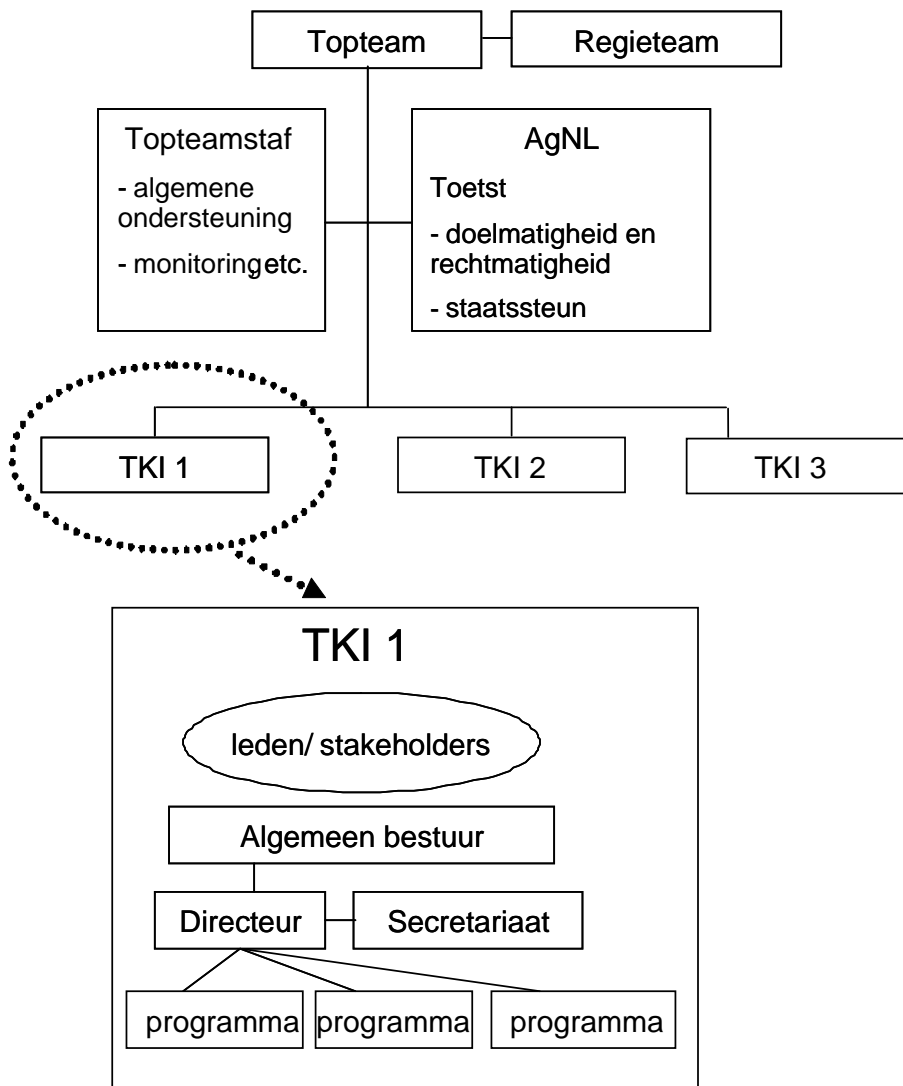 Topteam
Regieteam
Topteamstaf
- algemene
ondersteuning
- monitoring etc.
AgNL
Toetst
- doelmatigheid en
rechtmatigheid
- staatssteun
TKI 1
TKI 2
TKI 3
TKI 1
leden/ stakeholders
Algemeen bestuur
Directeur
Secretariaat
programma
programma
programma